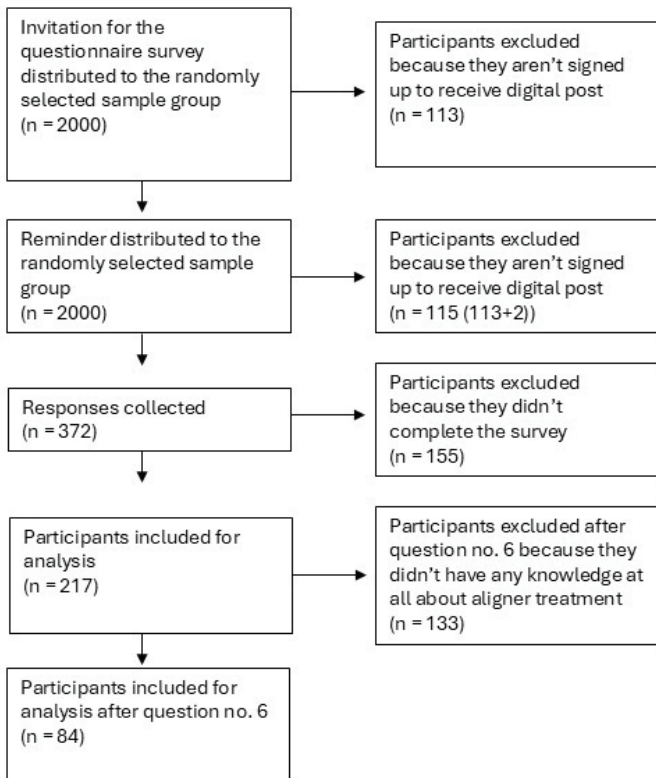 Invitation for the
questionnaire survey
distributed to the randomly
selected sample group
(n = 2000)
Participants excluded
because they aren't signed
up to receive digital post
(n = 113)
Reminder distributed to the
randomly selected sample
group
(n = 2000)
Participants excluded
because they aren't signed
up to receive digital post
(n = 115 (113+2))
Responses collected
(n = 372)
Participants excluded
because they didn't
complete the survey
(n = 155)
Participants included for
analysis
(n = 217)
Participants excluded after
question no. 6 because they
didn't have any knowledge at
all about aligner treatment
(n = 133)
Participants included for
analysis after question no. 6
(n = 84)